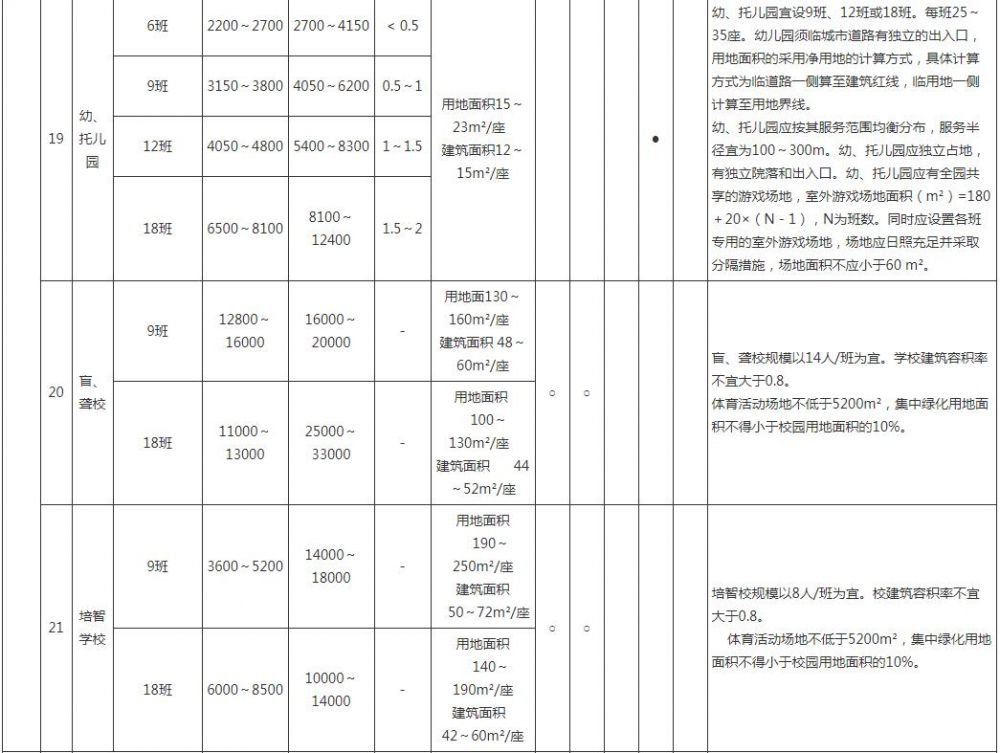 19
幼、
托儿
园
6班
2200～2700
2700～4150
＜0.5
9班
3150～3800
4050～6200
0.5～1
12班
4050～4800
5400～8300
1～1.5
18班
6500～8100
8100～
12400
1.5～2
用地面积15～
23m²/座
建筑面积12～
15m²/座
●
幼、托儿园宜设9班、12班或18班。每班25～
35座。幼儿园须临城市道路有独立的出入口，
用地面积的采用净用地的计算方式，具体计算
方式为临道路一侧算至建筑红线，临用地一侧
计算至用地界线。
幼、托儿园应按其服务范围均衡分布，服务半
径宜为100～300m。幼、托儿园应独立占地，
有独立院落和出入口。幼、托儿园应有全园共
享的游戏场地，室外游戏场地面积（m²）=180
＋20×（N－1），N为班数。同时应设置各班
专用的室外游戏场地，场地应日照充足并采取
分隔措施，场地面积不应小于60 m²。
20
盲、
聋校
9班
12800～
16000
16000～
20000
-
用地面130～
160m²/座
建筑面积 48～
60m²/座
18班
11000～
13000
25000～
33000
-
用地面积
100～
130m²/座
建筑面积 44
～52m²/座
○
○
盲、聋校规模以14人/班为宜。学校建筑容积率
不宜大于0.8。
体育活动场地不低于5200m²，集中绿化用地面
积不得小于校园用地面积的10%。
21
培智
学校
9班
3600～5200
14000～
18000
-
用地面积
190～
250m²/座
建筑面积
50～72m²/座
18班
6000～8500
10000～
14000
-
用地面积
140～
190m²/座
建筑面积
42～60m²/座
○
○
培智校规模以8人/班为宜。校建筑容积率不宜
大于0.8。
体育活动场地不低于5200m²，集中绿化用地
面积不得小于校园用地面积的10%。